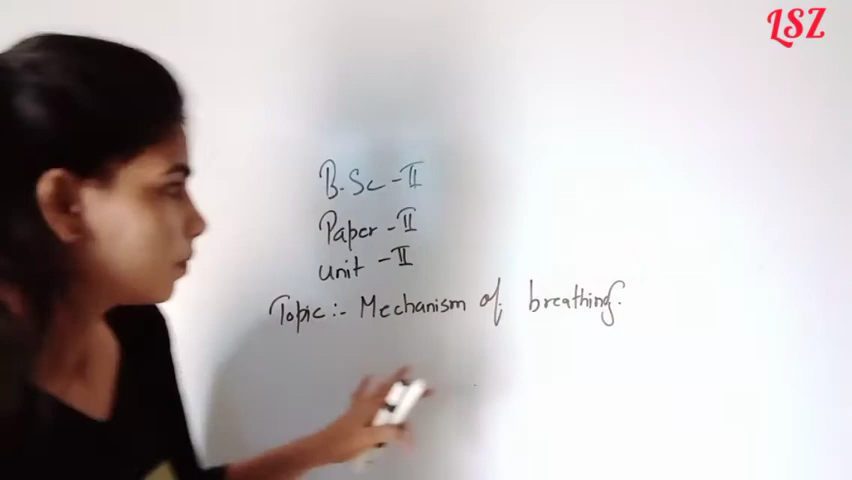 LSZ
B.Sc - II
Paper - II
unit - II
Topic :- Mechanism of breathing.